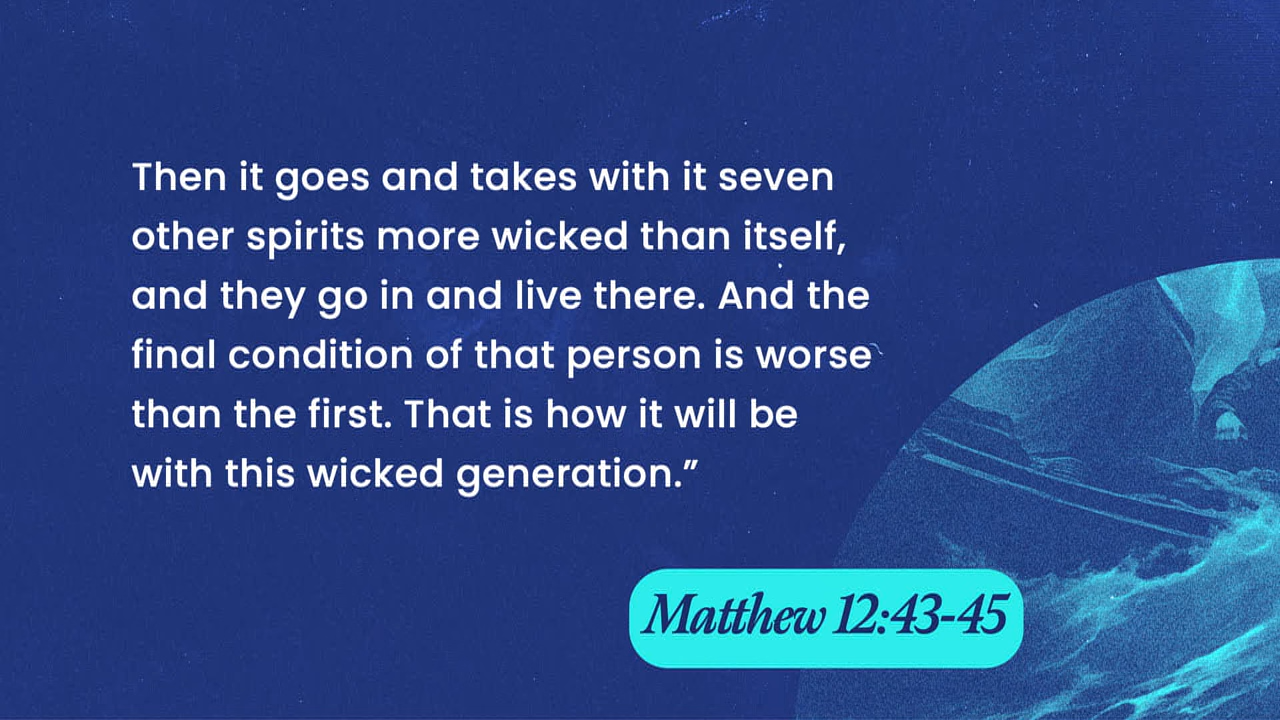 Then it goes and takes with it seven
other spirits more wicked than itself,
and they go in and live there. And the
final condition of that person is worse
than the first. That is how it will be
with this wicked generation.”
Matthew 12:43-45